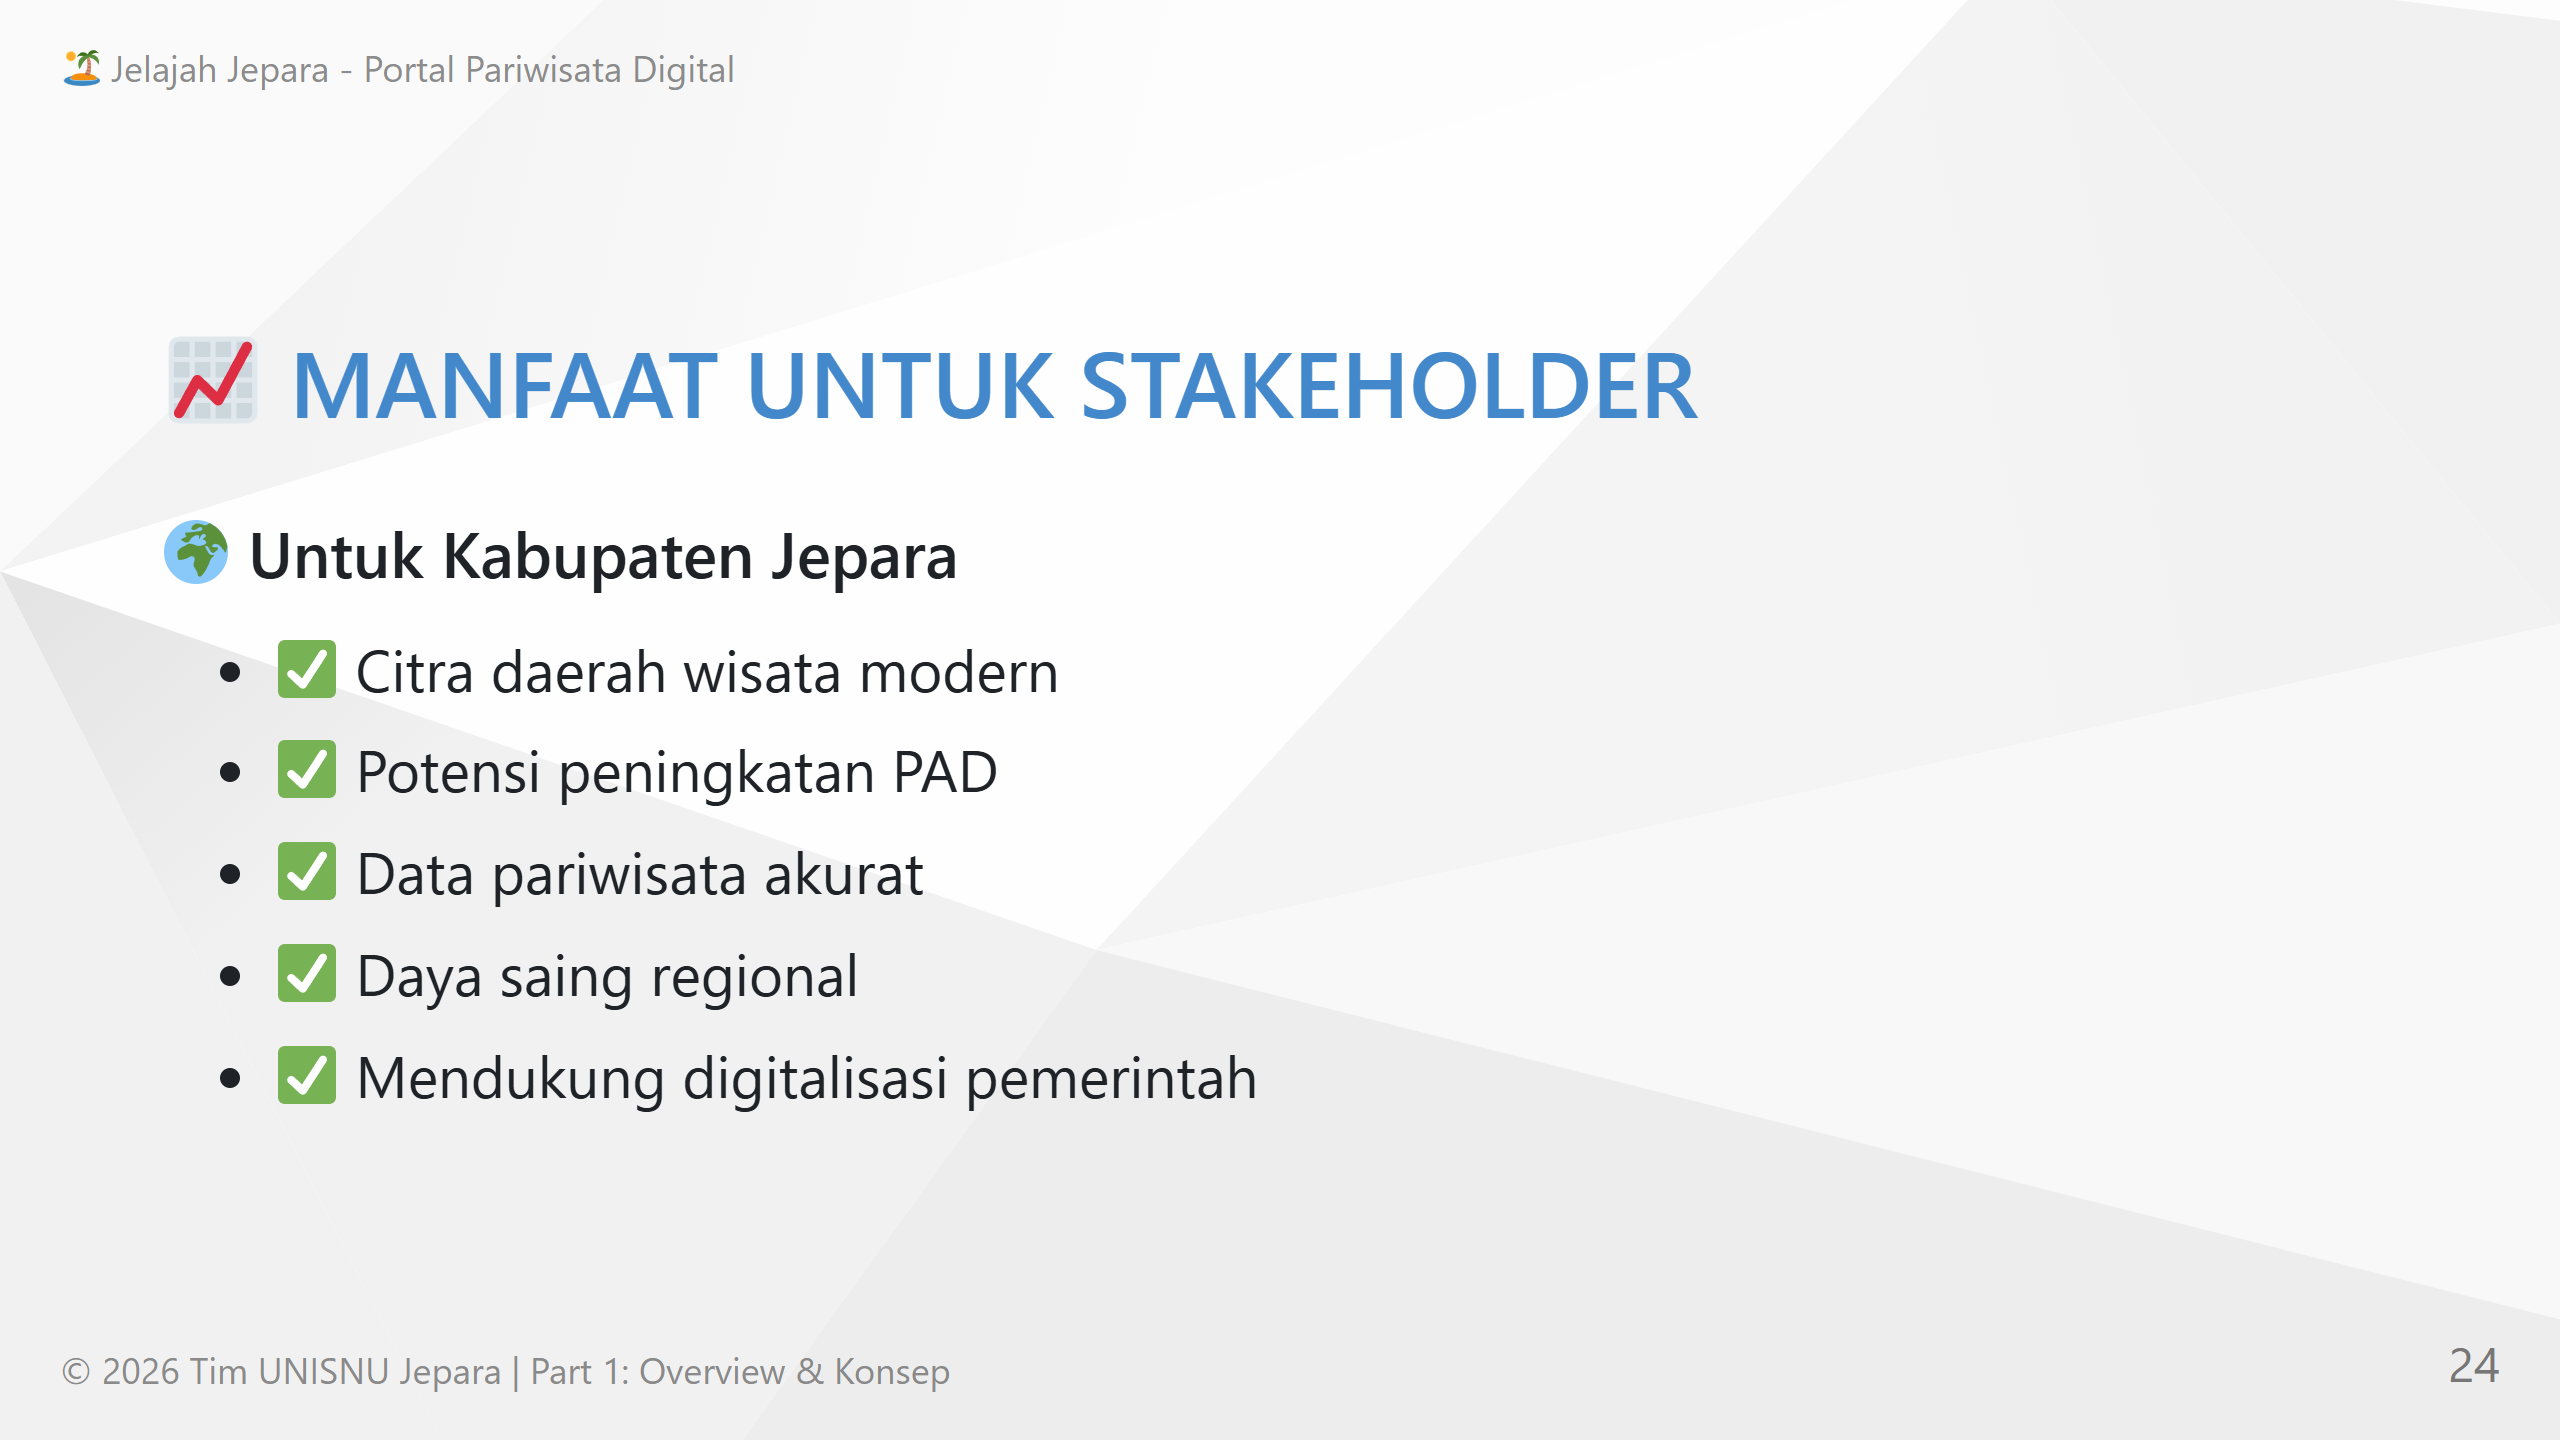 🏝️ Jelajah Jepara - Portal Pariwisata Digital
📈 MANFAAT UNTUK STAKEHOLDER
🌍 Untuk Kabupaten Jepara
• ✅ Citra daerah wisata modern
• ✅ Potensi peningkatan PAD
• ✅ Data pariwisata akurat
• ✅ Daya saing regional
• ✅ Mendukung digitalisasi pemerintah
© 2026 Tim UNISNU Jepara | Part 1: Overview & Konsep
24